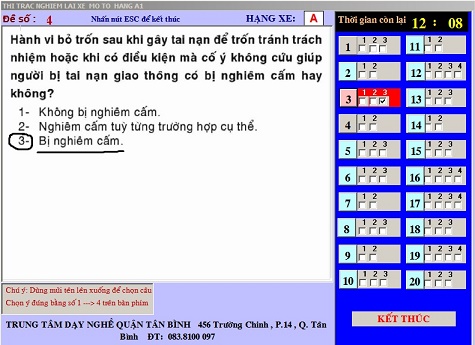 THI TRAC NGHIEM LAI XE MO TO HANG A1
Đề số : 4
Nhấn nút ESC để kết thúc
HẠNG XE:
A
Thời gian còn lại
12 : 08
Hành vi bỏ trốn sau khi gây tai nạn để trốn tránh trách
nhiệm hoặc khi có điều kiện mà cố ý không cứu giúp
người bị tai nạn giao thông có bị nghiêm cấm hay
không?
1- Không bị nghiêm cấm.
2- Nghiêm cấm tuỳ từng trường hợp cụ thể.
3- Bị nghiêm cấm.
1 1 2 3
11 1 2
2 1 2
12 1 2 3 4
3 1 2 3
13 1 2 3
4 1 2
14 1 2 3
5 1 2
15 1 2 3
6 1 2
16 1 2 3 4
7 1 2
17 1 2 3 4
8 1 2
18 1 2 3
9 1 2
19 1 2 3 4
10 1 2
20 1 2 3
Chú ý: Dùng mũi tên lên xuống để chọn câu
Chọn ý đúng bằng số 1 ---> 4 trên bàn phím
KẾT THÚC
TRUNG TÂM DẠY NGHỀ QUẬN TÂN BÌNH 456 Trường Chinh , P.14 , Q. Tân
Bình ĐT: 083.8100 097